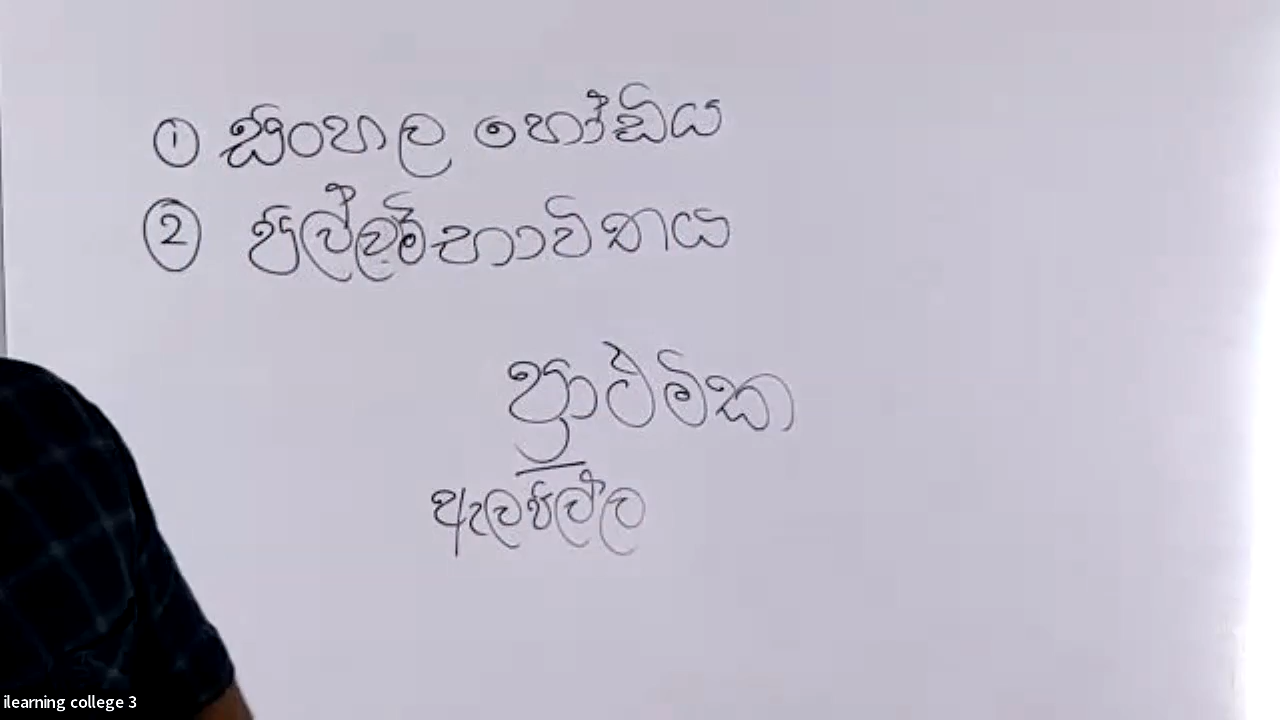 ① සිංහල හෝඩිය
② පිල්ලම් භාවිතය
ප්‍රාථමික
ඇලපිල්ල
ilearning college 3